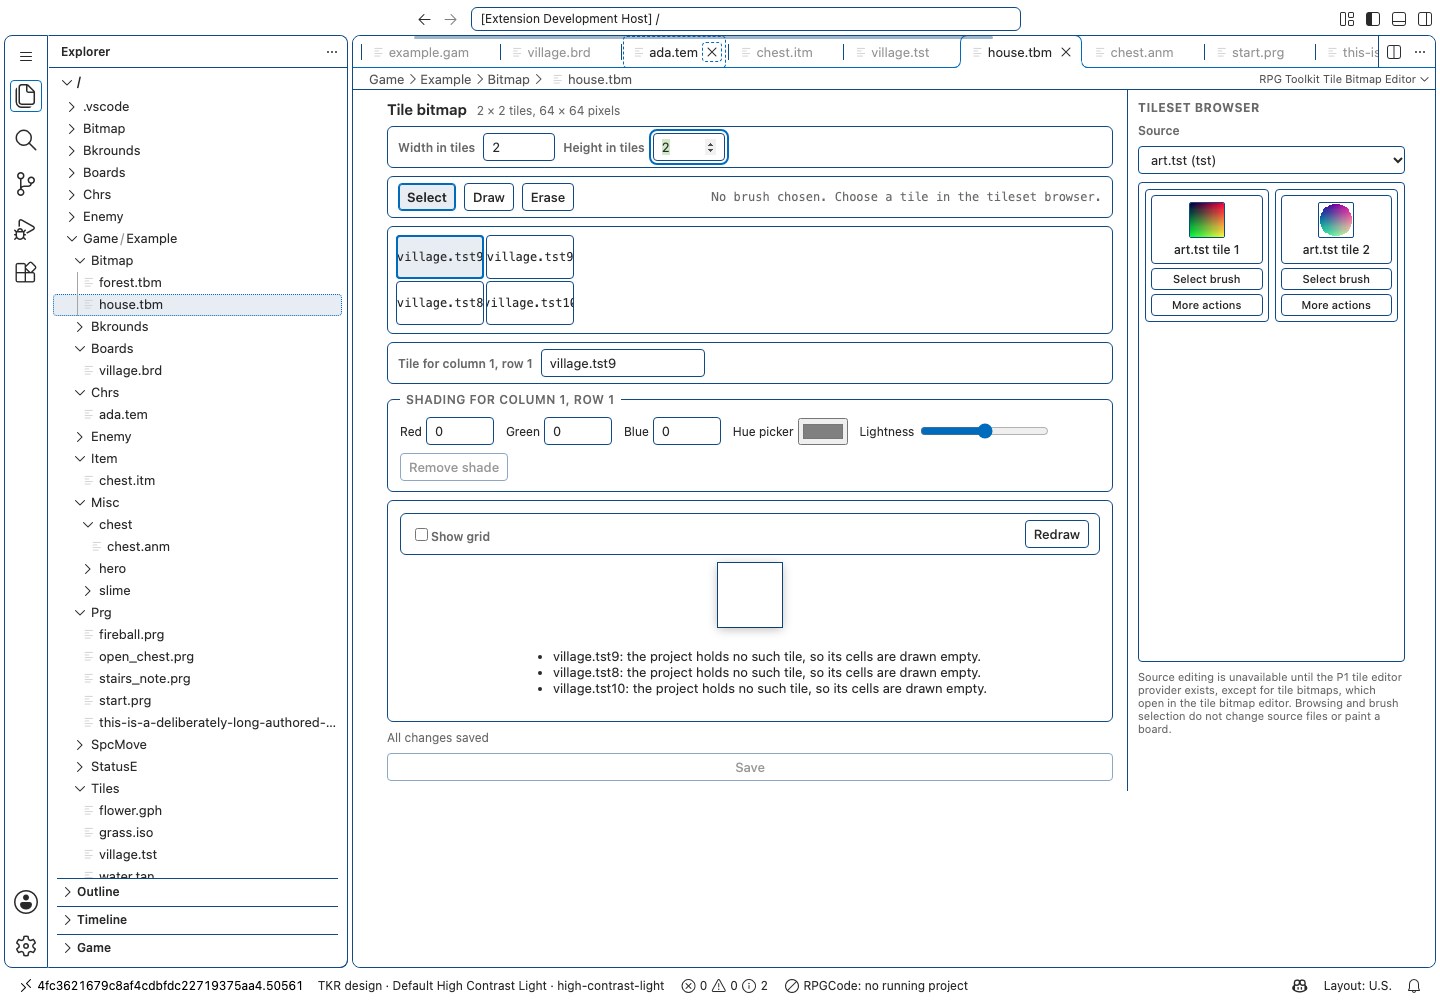 [Extension Development Host] /
Explorer
example.gam
village.brd
ada.tem
chest.itm
village.tst
house.tbm
chest.anm
start.prg
this-is
/
Game
Example
Bitmap
house.tbm
RPG Toolkit Tile Bitmap Editor
.vscode
Bitmap
Bkrounds
Boards
Chrs
Enemy
Game / Example
Bitmap
forest.tbm
house.tbm
Bkrounds
Boards
village.brd
Chrs
ada.tem
Enemy
Item
chest.itm
Misc
chest
chest.anm
hero
slime
Prg
fireball.prg
open_chest.prg
stairs_note.prg
start.prg
this-is-a-deliberately-long-authored-...
SpcMove
StatusE
Tiles
flower.gph
grass.iso
village.tst
water.tan
Outline
Timeline
Game
Tile bitmap 2 × 2 tiles, 64 × 64 pixels
Width in tiles 2 Height in tiles 2
Select Draw Erase No brush chosen. Choose a tile in the tileset browser.
village.tst9 village.tst9
village.tst8 village.tst10
Tile for column 1, row 1 village.tst9
SHADING FOR COLUMN 1, ROW 1
Red 0 Green 0 Blue 0 Hue picker Lightness
Remove shade
Show grid Redraw
• village.tst9: the project holds no such tile, so its cells are drawn empty.
• village.tst8: the project holds no such tile, so its cells are drawn empty.
• village.tst10: the project holds no such tile, so its cells are drawn empty.
All changes saved
Save
TILESET BROWSER
Source
art.tst (tst)
art.tst tile 1 art.tst tile 2
Select brush Select brush
More actions More actions
Source editing is unavailable until the P1 tile editor
provider exists, except for tile bitmaps, which
open in the tile bitmap editor. Browsing and brush
selection do not change source files or paint a
board.
4fc3621679c8af4cdbfdc22719375aa4.50561 TKR design · Default High Contrast Light · high-contrast-light 0 0 2 RPGCode: no running project Layout: U.S.